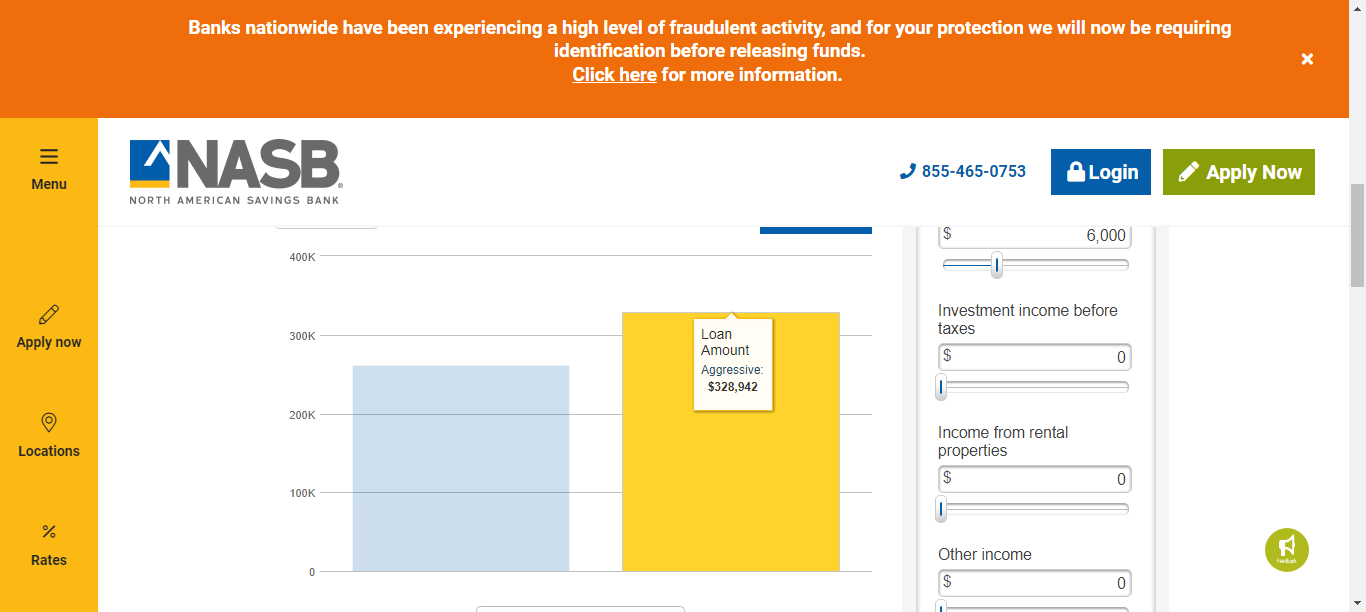 Banks nationwide have been experiencing a high level of fraudulent activity, and for your protection we will now be requiring
identification before releasing funds.
Click here for more information.
Menu
Apply now
Locations
Rates
NASB
NORTH AMERICAN SAVINGS BANK
855-465-0753
Login
Apply Now
400K
300K
200K
100K
0
Loan
Amount
Aggressive:
$328,942
$ 6,000
Investment income before
taxes
$ 0
Income from rental
properties
$ 0
Other income
$ 0
Feedback